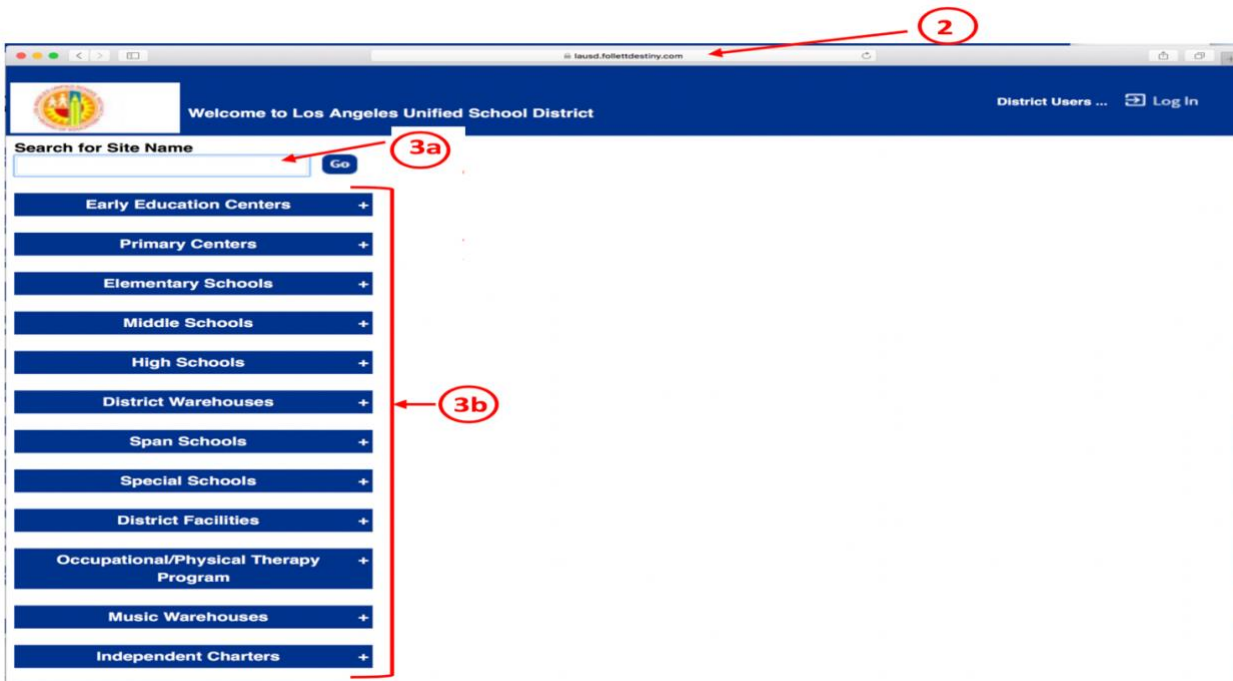 2
lausd.follettdestiny.com
Welcome to Los Angeles Unified School District
District Users ... Log In
Search for Site Name
3a
Go
Early Education Centers +
Primary Centers +
Elementary Schools +
Middle Schools +
High Schools +
District Warehouses +
3b
Span Schools +
Special Schools +
District Facilities +
Occupational/Physical Therapy +
Program
Music Warehouses +
Independent Charters +